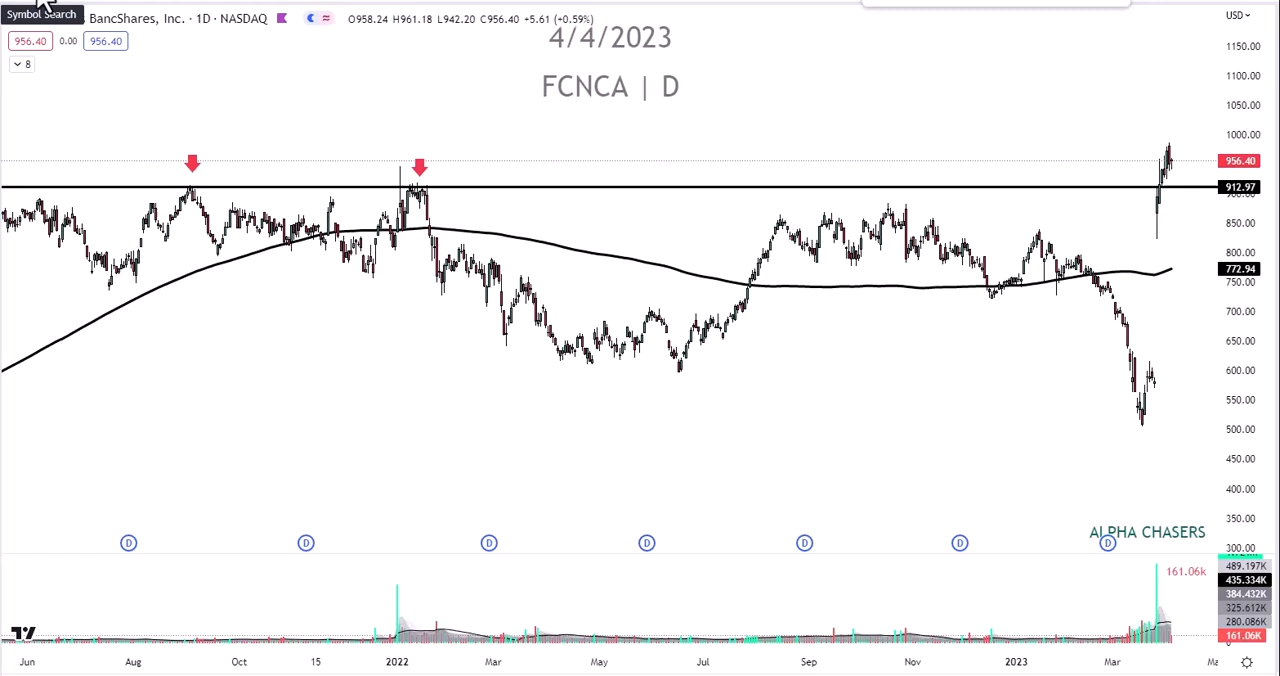 Symbol Search
BancShares, Inc. · 1D · NASDAQ
O958.24 H961.18 L942.20 C956.40 +5.61 (+0.59%)
USD
956.40 0.00 956.40
8
4/4/2023
FCNCA | D
1150.00
1100.00
1050.00
1000.00
956.40
912.97
900.00
850.00
800.00
772.94
750.00
700.00
650.00
600.00
550.00
500.00
450.00
400.00
350.00
300.00
ALPHA CHASERS
D D D D D D D
161.06k
489.197K
435.334K
384.432K
325.612K
280.086K
161.06K
Jun Aug Oct 15 2022 Mar May Jul Sep Nov 2023 Mar